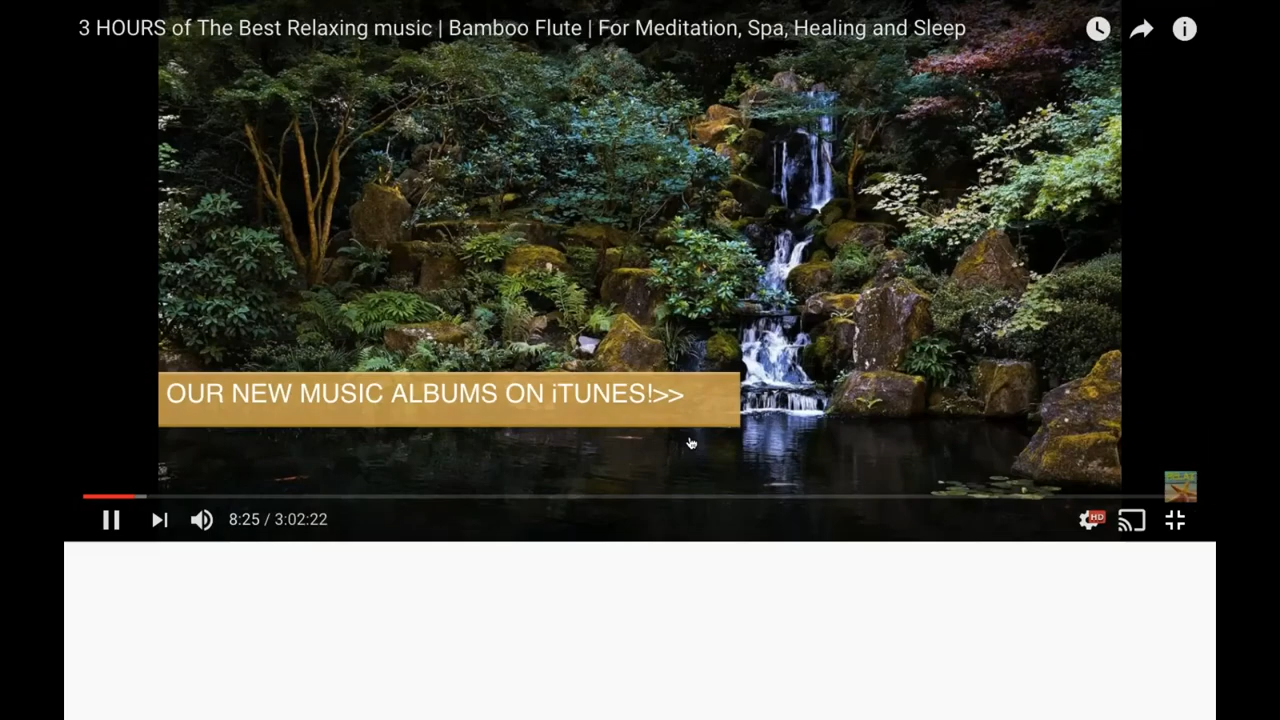 3 HOURS of The Best Relaxing music | Bamboo Flute | For Meditation, Spa, Healing and Sleep
OUR NEW MUSIC ALBUMS ON iTUNES!>>
8:25 / 3:02:22
HD